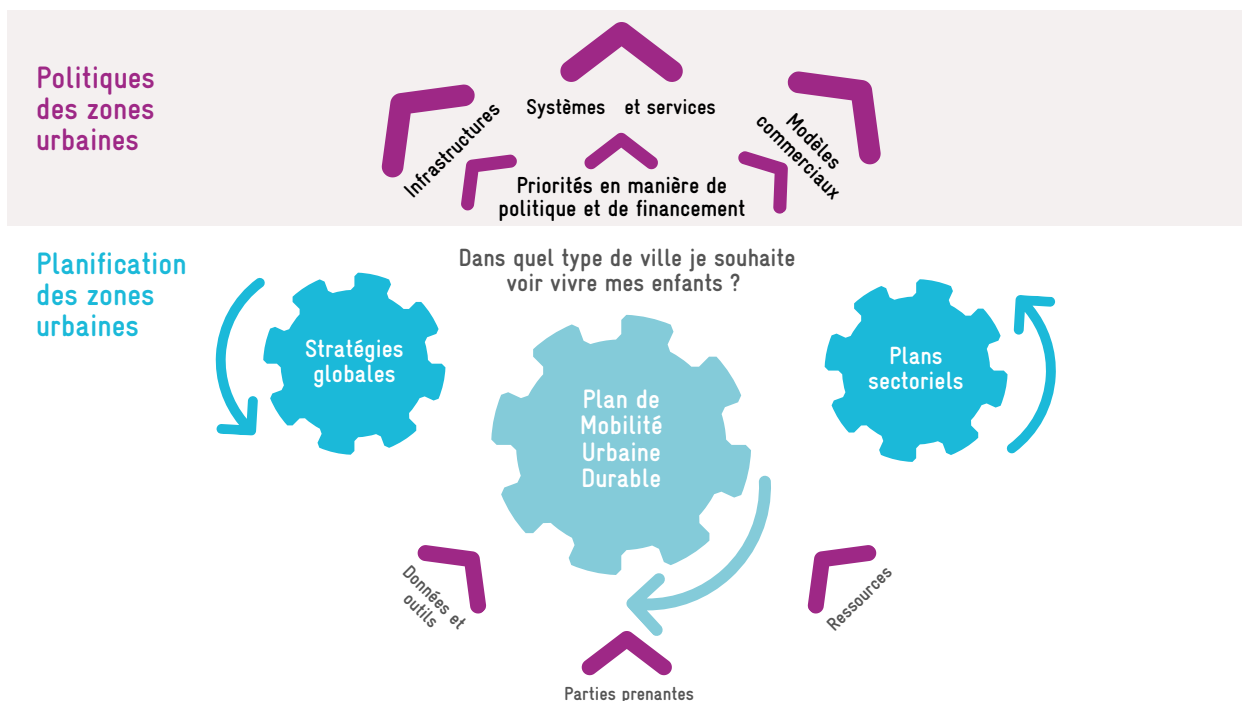 Politiques
des zones
urbaines
Infrastructures
Systèmes et services
Modèles
commerciaux
Priorités en manière de
politique et de financement
Planification
des zones
urbaines
Dans quel type de ville je souhaite
voir vivre mes enfants ?
Stratégies
globales
Plan de
Mobilité
Urbaine
Durable
Plans
sectoriels
Données et
outils
Parties prenantes
Ressources